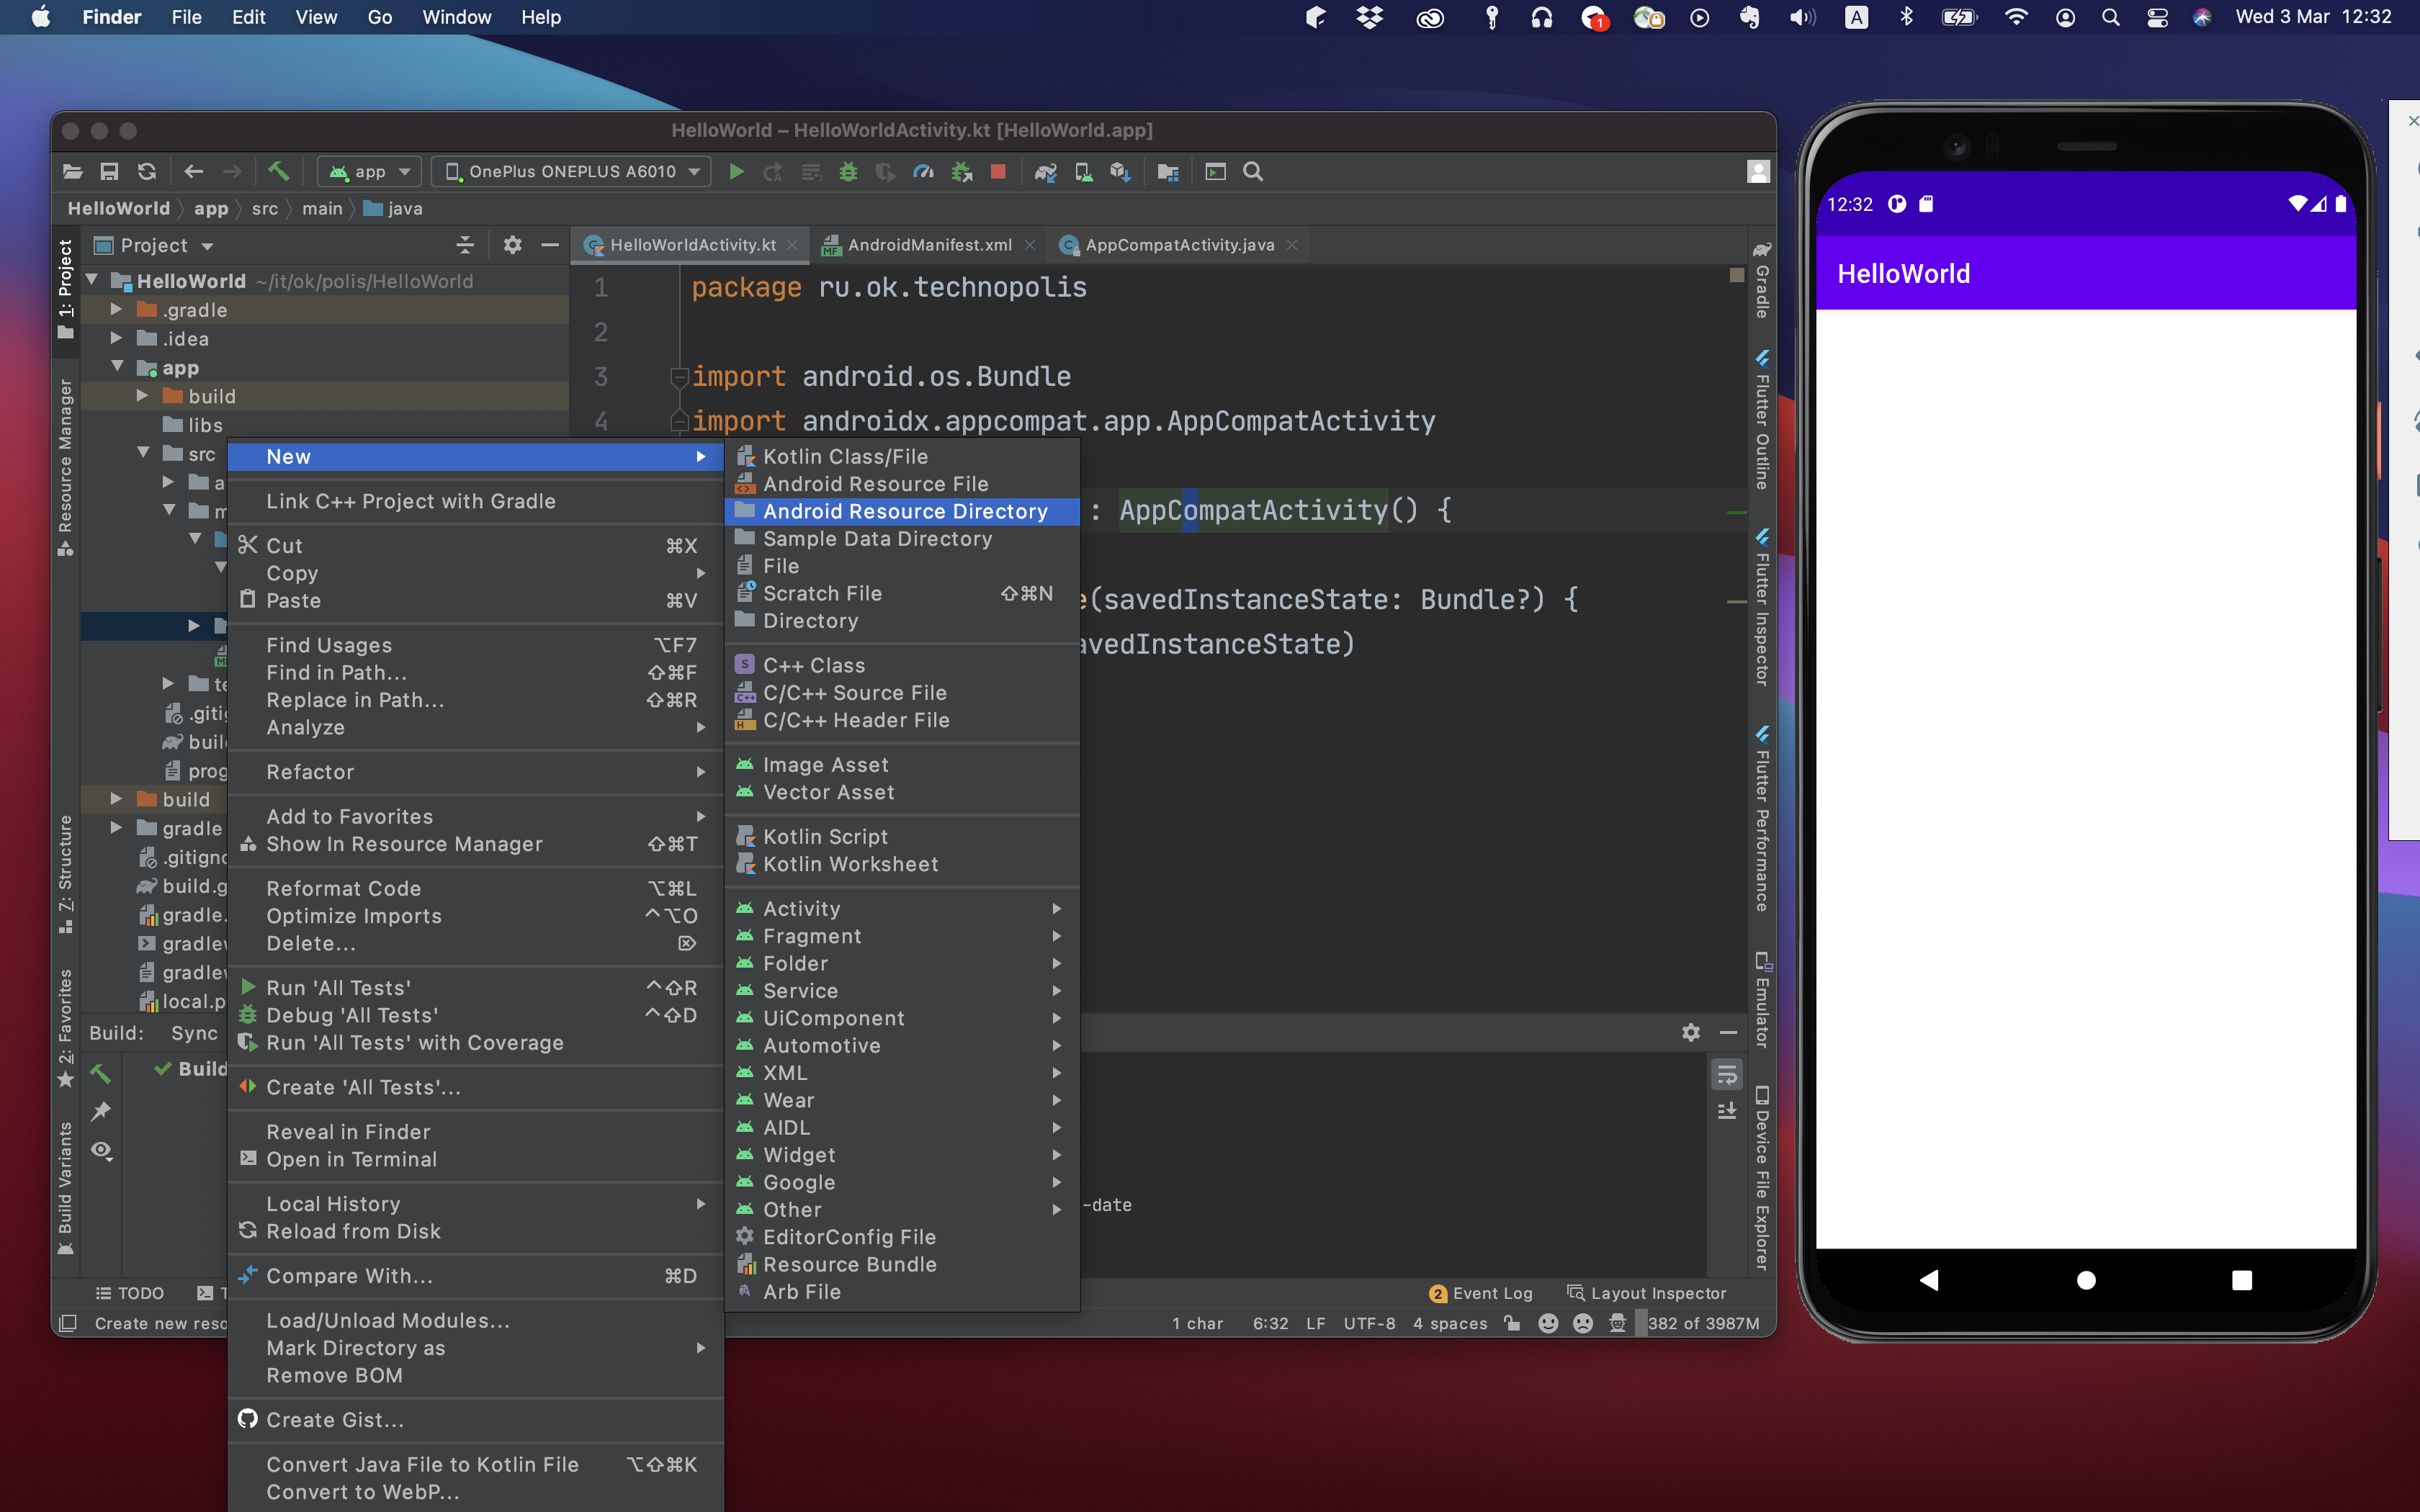 Finder File Edit View Go Window Help
1
A
Wed 3 Mar 12:32
HelloWorld – HelloWorldActivity.kt [HelloWorld.app]
app
OnePlus ONEPLUS A6010
HelloWorld app src main java
1: Project
Resource Manager
Z: Structure
2: Favorites
Build Variants
Project
HelloWorld ~/it/ok/polis/HelloWorld
.gradle
.idea
app
build
libs
src
a
m
te
.giti
buil
prog
build
gradle
.gitigno
build.g
gradle.
gradlew
gradlew
local.p
HelloWorldActivity.kt
AndroidManifest.xml
AppCompatActivity.java
1 package ru.ok.technopolis
2
3 import android.os.Bundle
4 import androidx.appcompat.app.AppCompatActivity
: AppCompatActivity() {
e(savedInstanceState: Bundle?) {
avedInstanceState)
New
Link C++ Project with Gradle
Cut ⌘X
Copy
Paste ⌘V
Find Usages ⌥F7
Find in Path... ⇧⌘F
Replace in Path... ⇧⌘R
Analyze
Refactor
Add to Favorites
Show In Resource Manager ⇧⌘T
Reformat Code ⌥⌘L
Optimize Imports ^⌥O
Delete... ⌦
Run 'All Tests' ^⇧R
Debug 'All Tests' ^⇧D
Run 'All Tests' with Coverage
Create 'All Tests'...
Reveal in Finder
Open in Terminal
Local History
Reload from Disk
Compare With... ⌘D
Load/Unload Modules...
Mark Directory as
Remove BOM
Create Gist...
Convert Java File to Kotlin File ⌥⇧⌘K
Convert to WebP...
Kotlin Class/File
Android Resource File
Android Resource Directory
Sample Data Directory
File
Scratch File ⇧⌘N
Directory
C++ Class
C/C++ Source File
C/C++ Header File
Image Asset
Vector Asset
Kotlin Script
Kotlin Worksheet
Activity
Fragment
Folder
Service
UiComponent
Automotive
XML
Wear
AIDL
Widget
Google
Other
EditorConfig File
Resource Bundle
Arb File
Gradle
Flutter Outline
Flutter Inspector
Flutter Performance
Emulator
Device File Explorer
Build: Sync
Build
-date
TODO
T
2 Event Log
Layout Inspector
Create new reso
1 char 6:32 LF UTF-8 4 spaces 382 of 3987M
12:32
HelloWorld